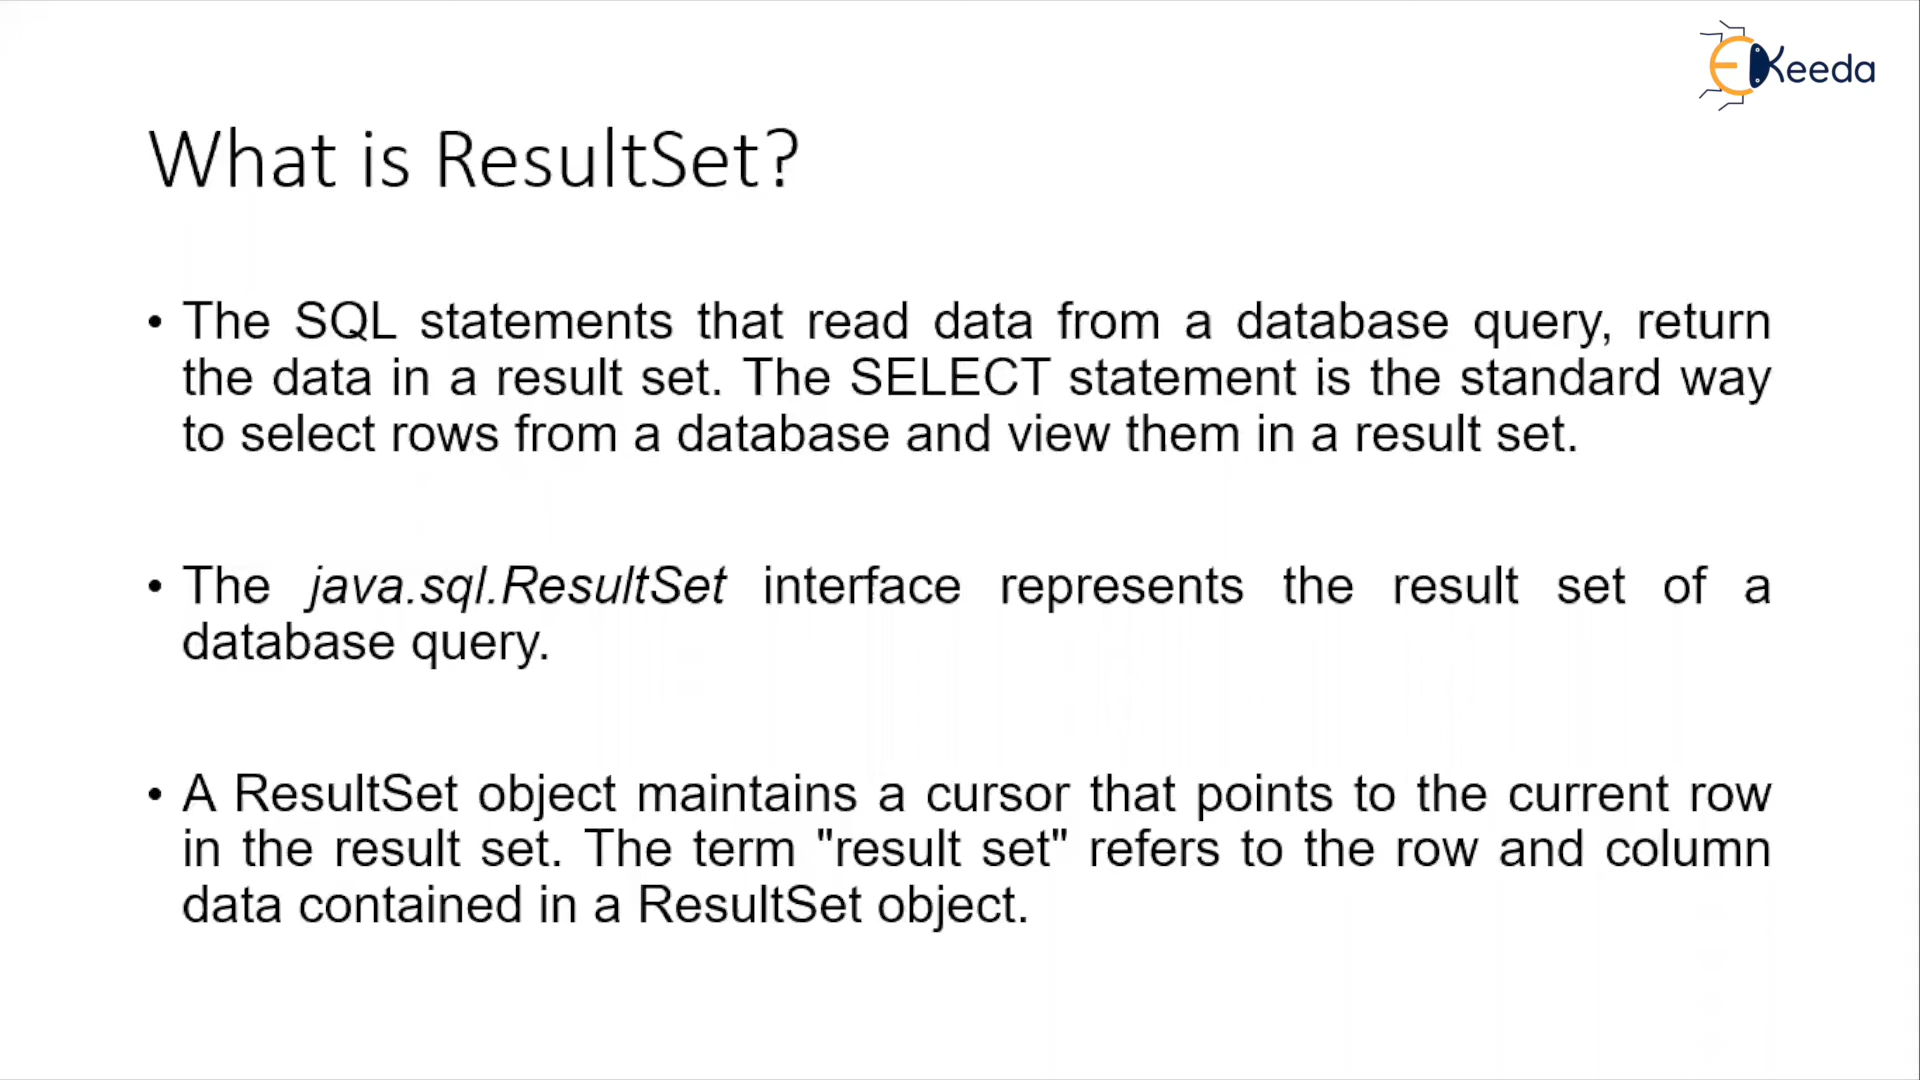 EKeeda
What is ResultSet?
• The SQL statements that read data from a database query, return
the data in a result set. The SELECT statement is the standard way
to select rows from a database and view them in a result set.
• The java.sql.ResultSet interface represents the result set of a
database query.
• A ResultSet object maintains a cursor that points to the current row
in the result set. The term "result set" refers to the row and column
data contained in a ResultSet object.